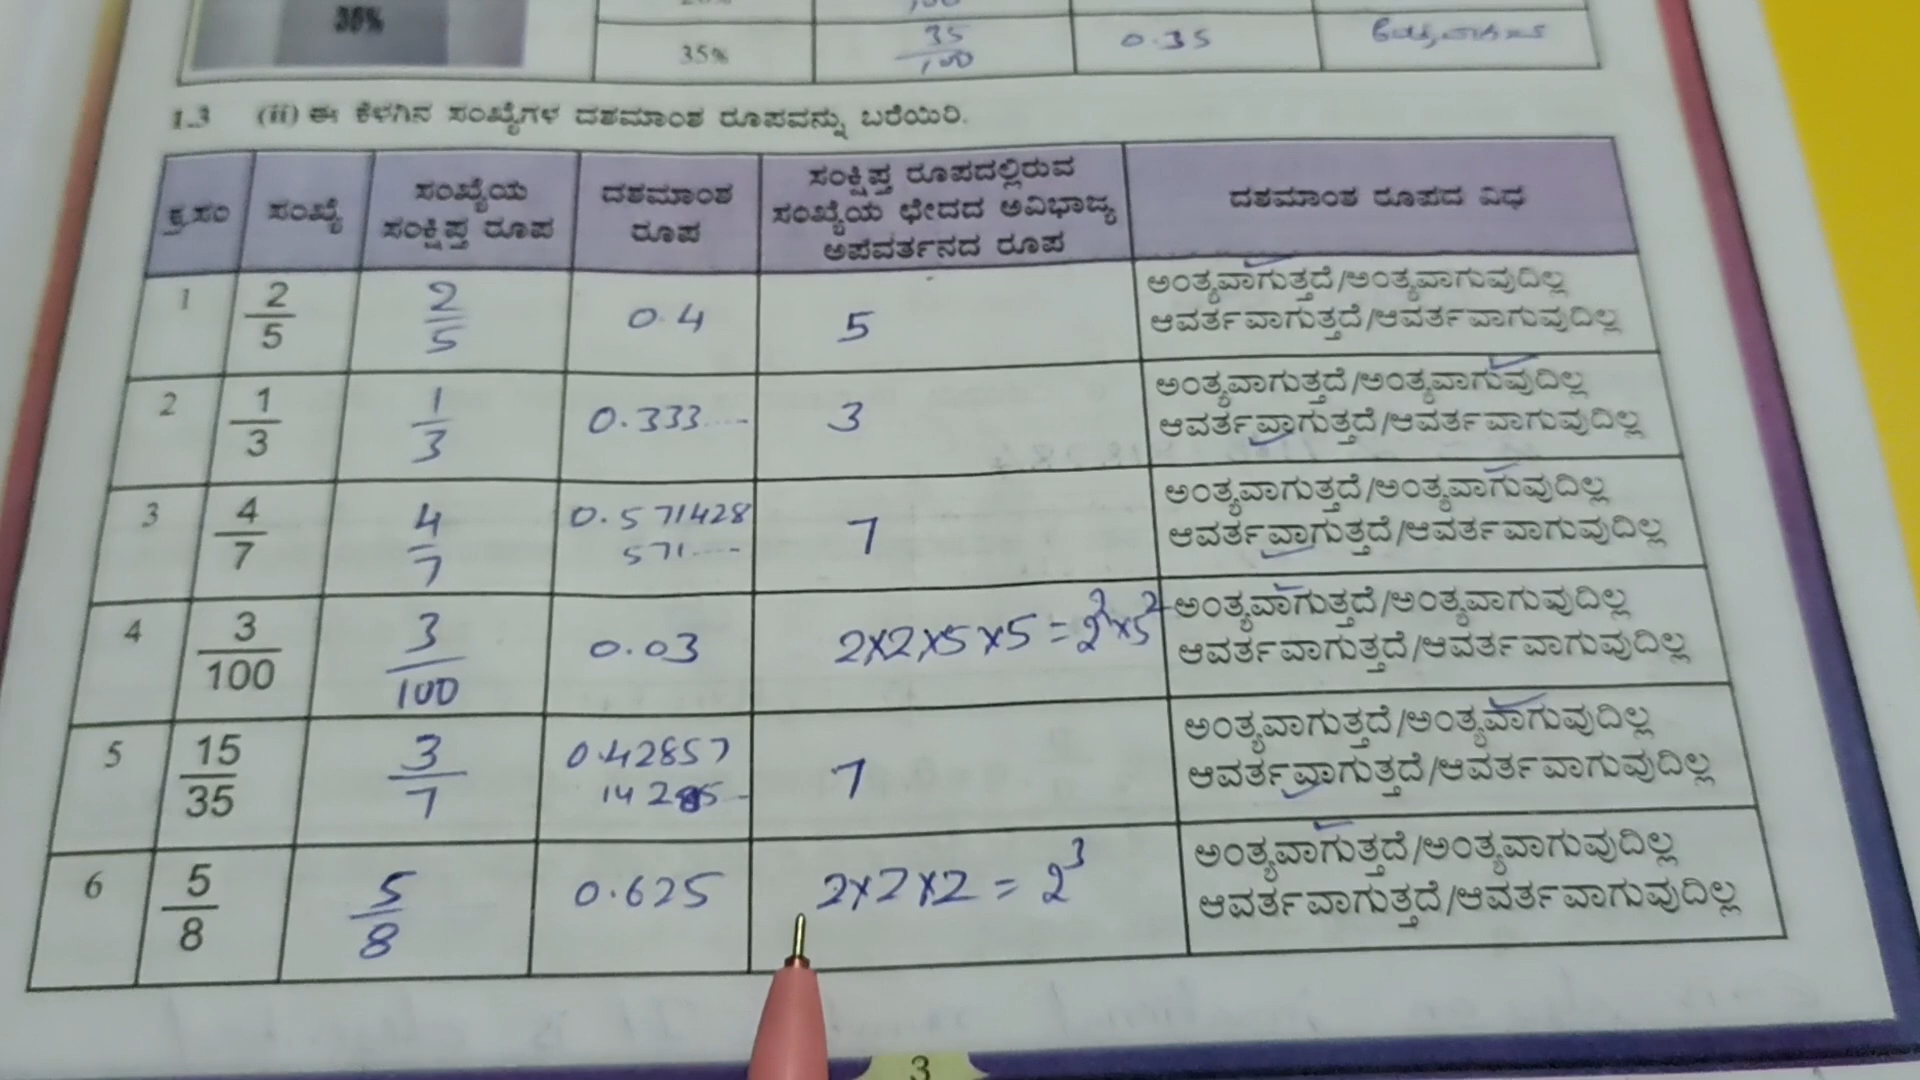 35%
35% 35/100 0.35
1.3 (ii) ಈ ಕೆಳಗಿನ ಸಂಖ್ಯೆಗಳ ದಶಮಾಂಶ ರೂಪವನ್ನು ಬರೆಯಿರಿ.
ಕ್ರ.ಸಂ ಸಂಖ್ಯೆ ಸಂಖ್ಯೆಯ ಸಂಕ್ಷಿಪ್ತ ರೂಪ ದಶಮಾಂಶ ರೂಪ ಸಂಕ್ಷಿಪ್ತ ರೂಪದಲ್ಲಿರುವ ಸಂಖ್ಯೆಯ ಛೇದದ ಅವಿಭಾಜ್ಯ ಅಪವರ್ತನದ ರೂಪ ದಶಮಾಂಶ ರೂಪದ ವಿಧ
1 2/5 2/5 0.4 5 ಅಂತ್ಯವಾಗುತ್ತದೆ/ಅಂತ್ಯವಾಗುವುದಿಲ್ಲ
ಆವರ್ತವಾಗುತ್ತದೆ/ಆವರ್ತವಾಗುವುದಿಲ್ಲ
2 1/3 1/3 0.333.... 3 ಅಂತ್ಯವಾಗುತ್ತದೆ/ಅಂತ್ಯವಾಗುವುದಿಲ್ಲ
ಆವರ್ತವಾಗುತ್ತದೆ/ಆವರ್ತವಾಗುವುದಿಲ್ಲ
3 4/7 4/7 0.571428 571.... 7 ಅಂತ್ಯವಾಗುತ್ತದೆ/ಅಂತ್ಯವಾಗುವುದಿಲ್ಲ
ಆವರ್ತವಾಗುತ್ತದೆ/ಆವರ್ತವಾಗುವುದಿಲ್ಲ
4 3/100 3/100 0.03 2×2×5×5=2²×5² ಅಂತ್ಯವಾಗುತ್ತದೆ/ಅಂತ್ಯವಾಗುವುದಿಲ್ಲ
ಆವರ್ತವಾಗುತ್ತದೆ/ಆವರ್ತವಾಗುವುದಿಲ್ಲ
5 15/35 3/7 0.42857 14285.. 7 ಅಂತ್ಯವಾಗುತ್ತದೆ/ಅಂತ್ಯವಾಗುವುದಿಲ್ಲ
ಆವರ್ತವಾಗುತ್ತದೆ/ಆವರ್ತವಾಗುವುದಿಲ್ಲ
6 5/8 5/8 0.625 2×2×2=2³ ಅಂತ್ಯವಾಗುತ್ತದೆ/ಅಂತ್ಯವಾಗುವುದಿಲ್ಲ
ಆವರ್ತವಾಗುತ್ತದೆ/ಆವರ್ತವಾಗುವುದಿಲ್ಲ
3